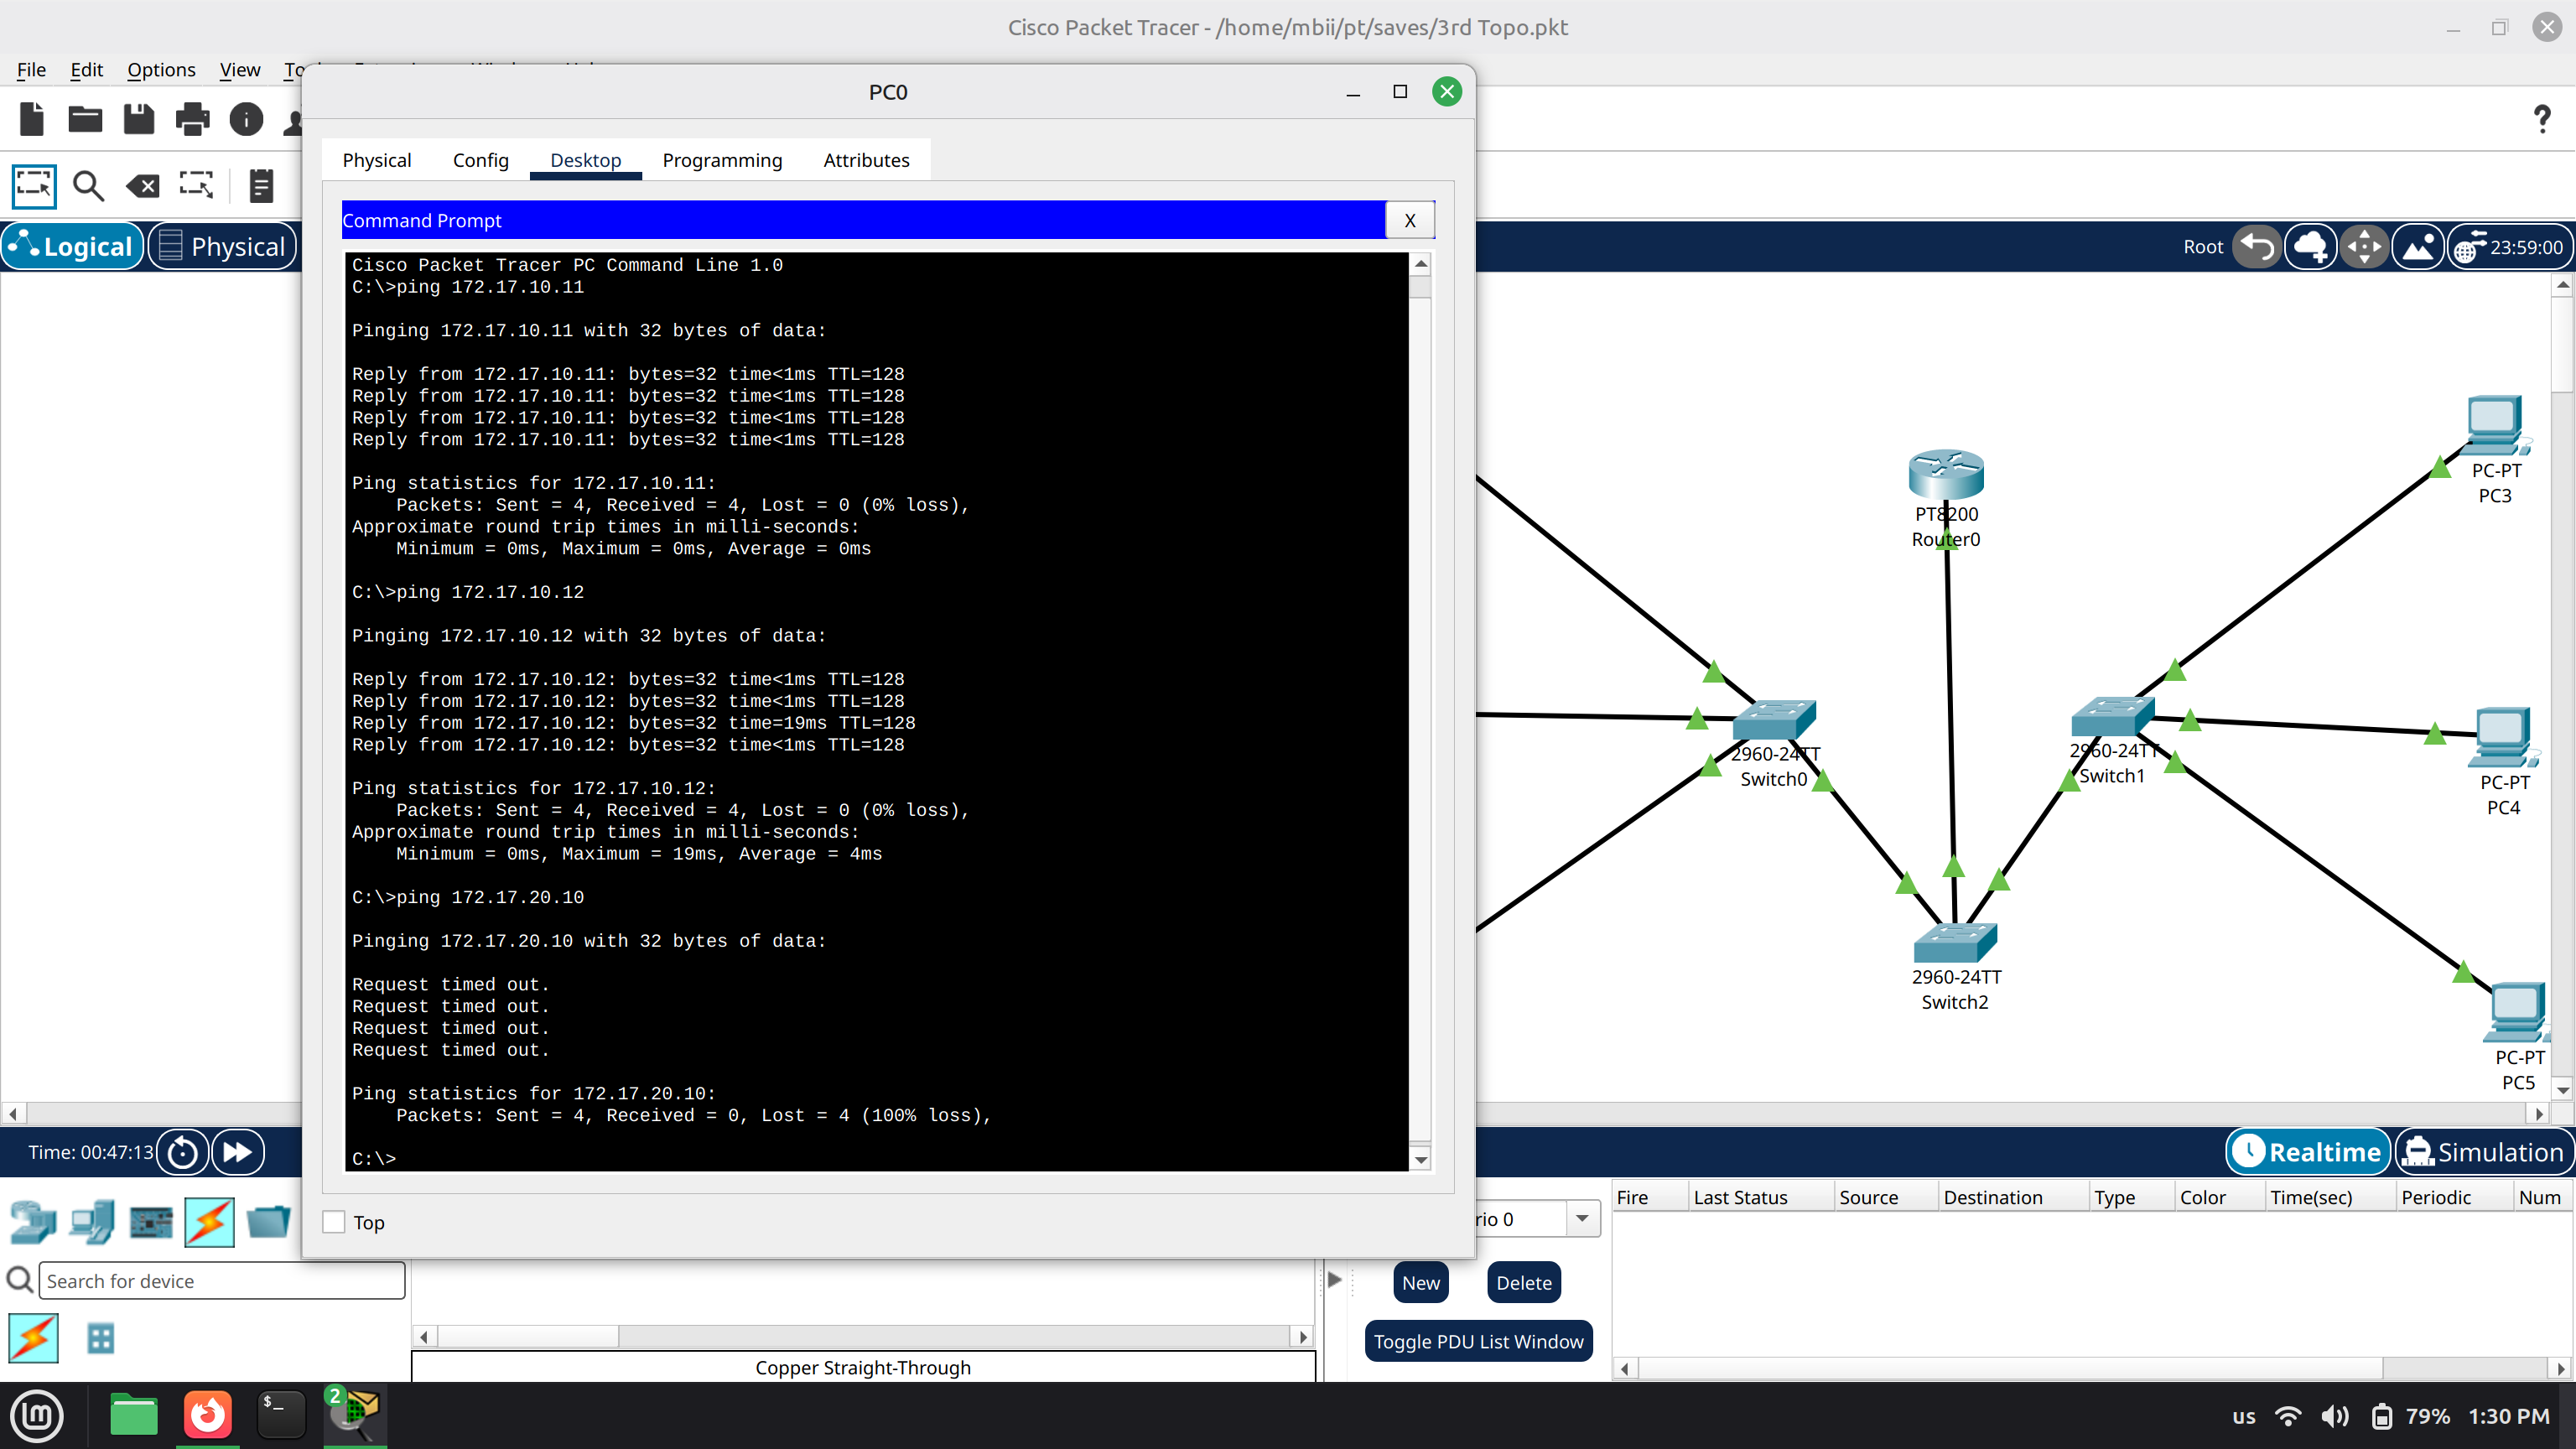 Cisco Packet Tracer - /home/mbii/pt/saves/3rd Topo.pkt
File Edit Options View
PC0
Physical Config Desktop Programming Attributes
Command Prompt X
Cisco Packet Tracer PC Command Line 1.0
C:\>ping 172.17.10.11
Pinging 172.17.10.11 with 32 bytes of data:
Reply from 172.17.10.11: bytes=32 time<1ms TTL=128
Reply from 172.17.10.11: bytes=32 time<1ms TTL=128
Reply from 172.17.10.11: bytes=32 time<1ms TTL=128
Reply from 172.17.10.11: bytes=32 time<1ms TTL=128
Ping statistics for 172.17.10.11:
Packets: Sent = 4, Received = 4, Lost = 0 (0% loss),
Approximate round trip times in milli-seconds:
Minimum = 0ms, Maximum = 0ms, Average = 0ms
C:\>ping 172.17.10.12
Pinging 172.17.10.12 with 32 bytes of data:
Reply from 172.17.10.12: bytes=32 time<1ms TTL=128
Reply from 172.17.10.12: bytes=32 time<1ms TTL=128
Reply from 172.17.10.12: bytes=32 time=19ms TTL=128
Reply from 172.17.10.12: bytes=32 time<1ms TTL=128
Ping statistics for 172.17.10.12:
Packets: Sent = 4, Received = 4, Lost = 0 (0% loss),
Approximate round trip times in milli-seconds:
Minimum = 0ms, Maximum = 19ms, Average = 4ms
C:\>ping 172.17.20.10
Pinging 172.17.20.10 with 32 bytes of data:
Request timed out.
Request timed out.
Request timed out.
Request timed out.
Ping statistics for 172.17.20.10:
Packets: Sent = 4, Received = 0, Lost = 4 (100% loss),
C:\>
Top
?
Logical Physical
Root 23:59:00
PC-PT
PC3
PT8200
Router0
2960-24TT
Switch0
2960-24TT
Switch1
PC-PT
PC4
2960-24TT
Switch2
PC-PT
PC5
Time: 00:47:13
Realtime Simulation
Fire Last Status Source Destination Type Color Time(sec) Periodic Num
rio 0
Search for device
New Delete
Toggle PDU List Window
Copper Straight-Through
$_
2
us 79% 1:30 PM